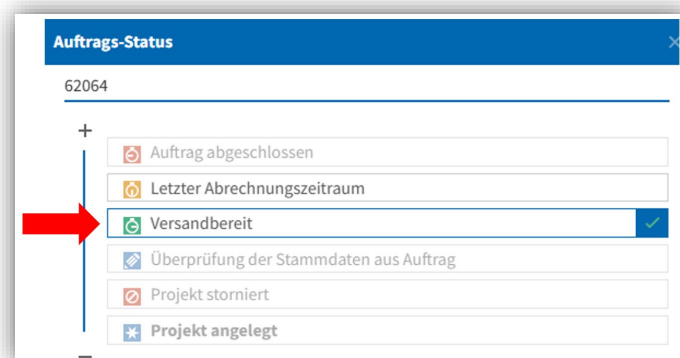 Auftrags-Status
62064
Auftrag abgeschlossen
Letzter Abrechnungszeitraum
Versandbereit
Überprüfung der Stammdaten aus Auftrag
Projekt storniert
Projekt angelegt